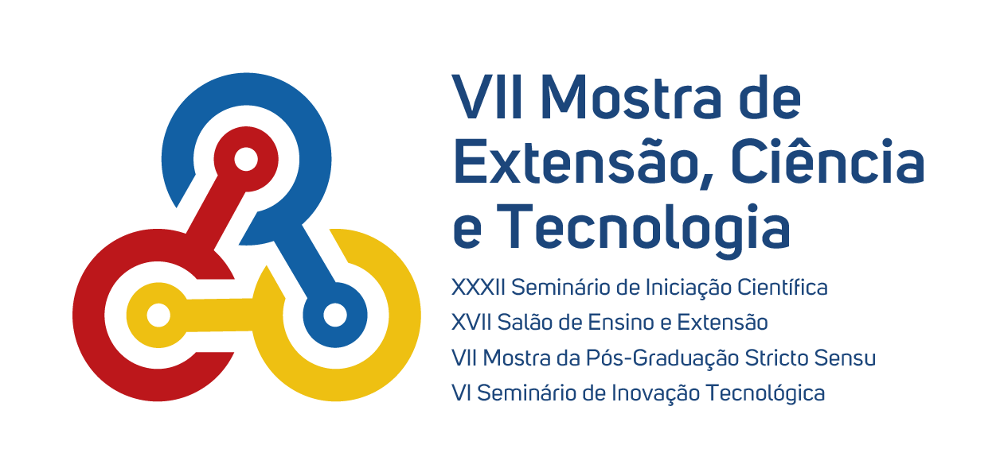 VII Mostra de
Extensão, Ciência
e Tecnologia
XXXII Seminário de Iniciação Científica
XVII Salão de Ensino e Extensão
VII Mostra da Pós-Graduação Stricto Sensu
VI Seminário de Inovação Tecnológica